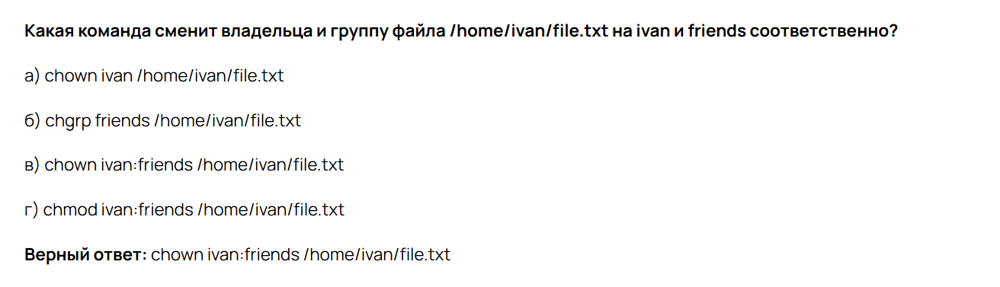 Какая команда сменит владельца и группу файла /home/ivan/file.txt на ivan и friends соответственно?
а) chown ivan /home/ivan/file.txt
б) chgrp friends /home/ivan/file.txt
в) chown ivan:friends /home/ivan/file.txt
г) chmod ivan:friends /home/ivan/file.txt
Верный ответ: chown ivan:friends /home/ivan/file.txt